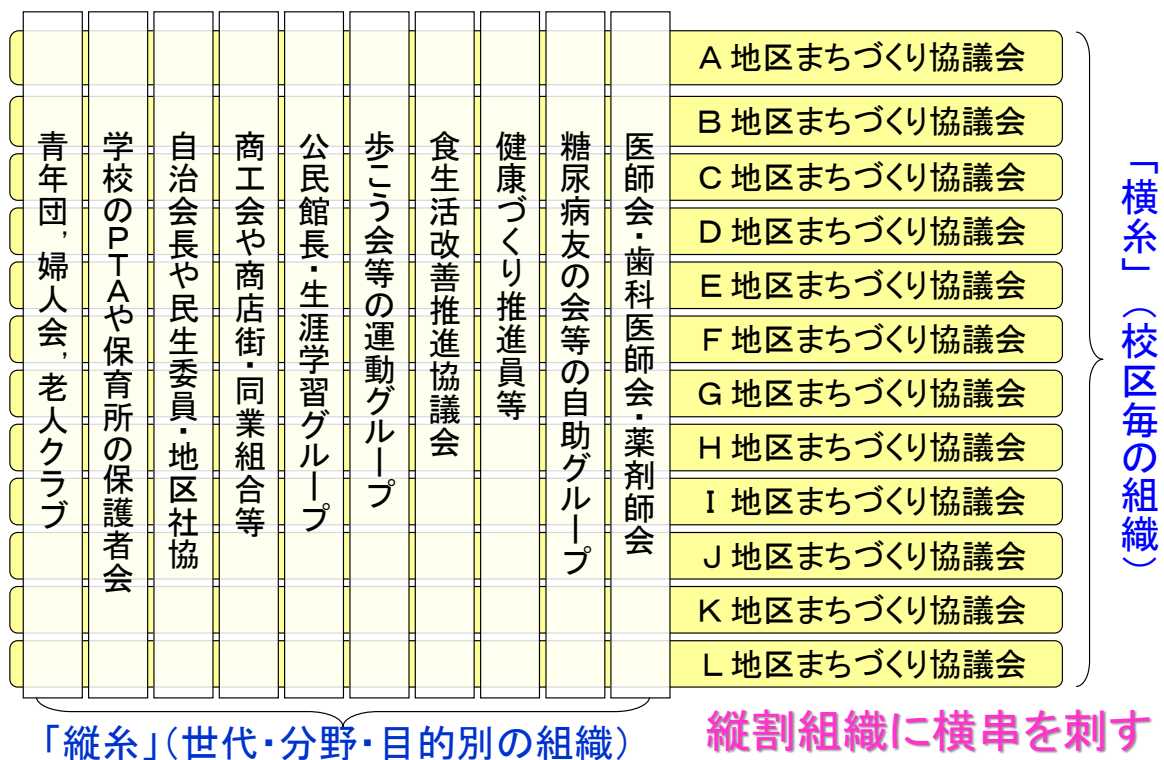 青年団，婦人会，老人クラブ
学校のＰＴＡや保育所の保護者会
自治会長や民生委員・地区社協
商工会や商店街・同業組合等
公民館長・生涯学習グループ
歩こう会等の運動グループ
食生活改善推進協議会
健康づくり推進員等
糖尿病友の会等の自助グループ
医師会・歯科医師会・薬剤師会
Ａ地区まちづくり協議会
Ｂ地区まちづくり協議会
Ｃ地区まちづくり協議会
Ｄ地区まちづくり協議会
Ｅ地区まちづくり協議会
Ｆ地区まちづくり協議会
Ｇ地区まちづくり協議会
Ｈ地区まちづくり協議会
Ｉ地区まちづくり協議会
Ｊ地区まちづくり協議会
Ｋ地区まちづくり協議会
Ｌ地区まちづくり協議会
「横糸」（校区毎の組織）
「縦糸」（世代・分野・目的別の組織）
縦割組織に横串を刺す